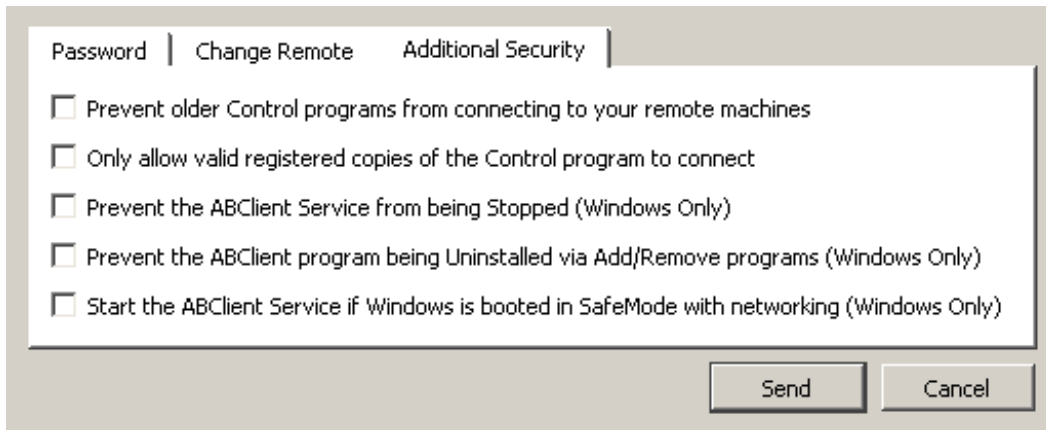 Password Change Remote Additional Security
Prevent older Control programs from connecting to your remote machines
Only allow valid registered copies of the Control program to connect
Prevent the ABClient Service from being Stopped (Windows Only)
Prevent the ABClient program being Uninstalled via Add/Remove programs (Windows Only)
Start the ABClient Service if Windows is booted in SafeMode with networking (Windows Only)
Send Cancel